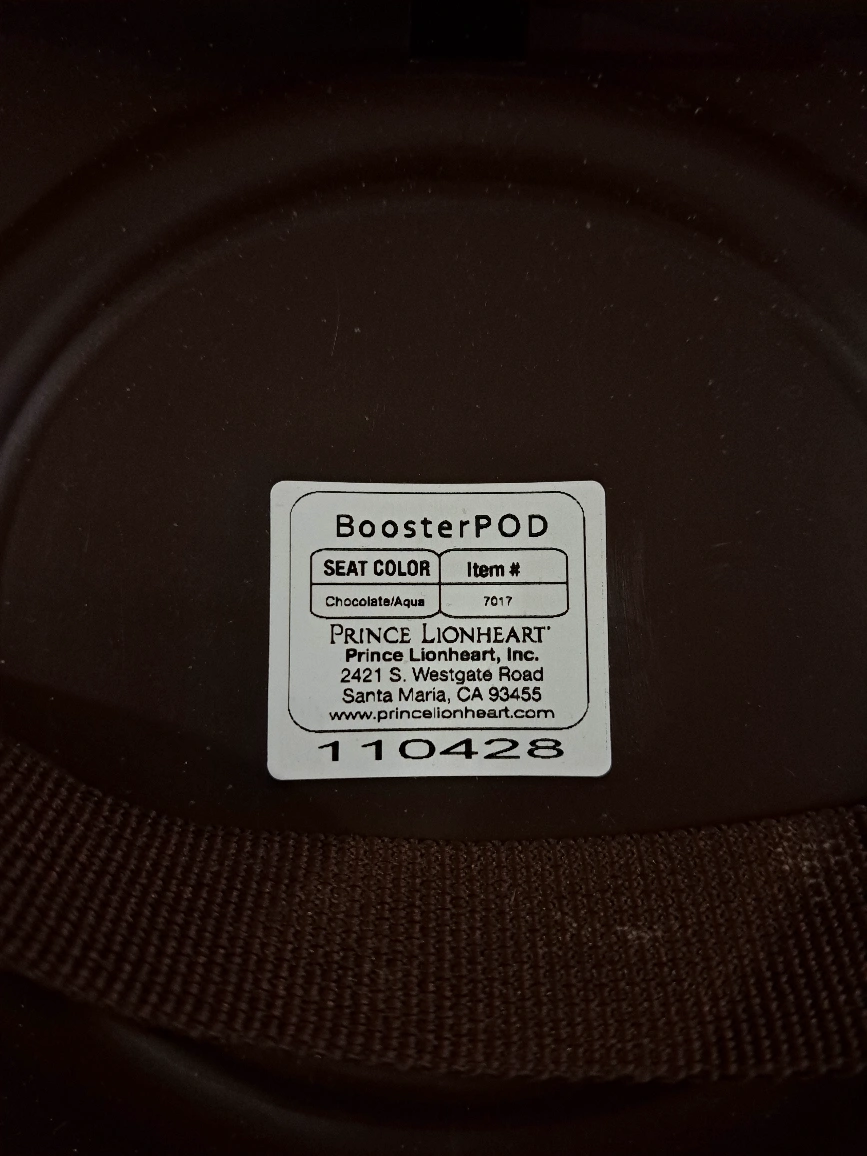 BoosterPOD
SEAT COLOR Item #
Chocolate/Aqua 7017
PRINCE LIONHEART®
Prince Lionheart, Inc.
2421 S. Westgate Road
Santa Maria, CA 93455
www.princelionheart.com
110428